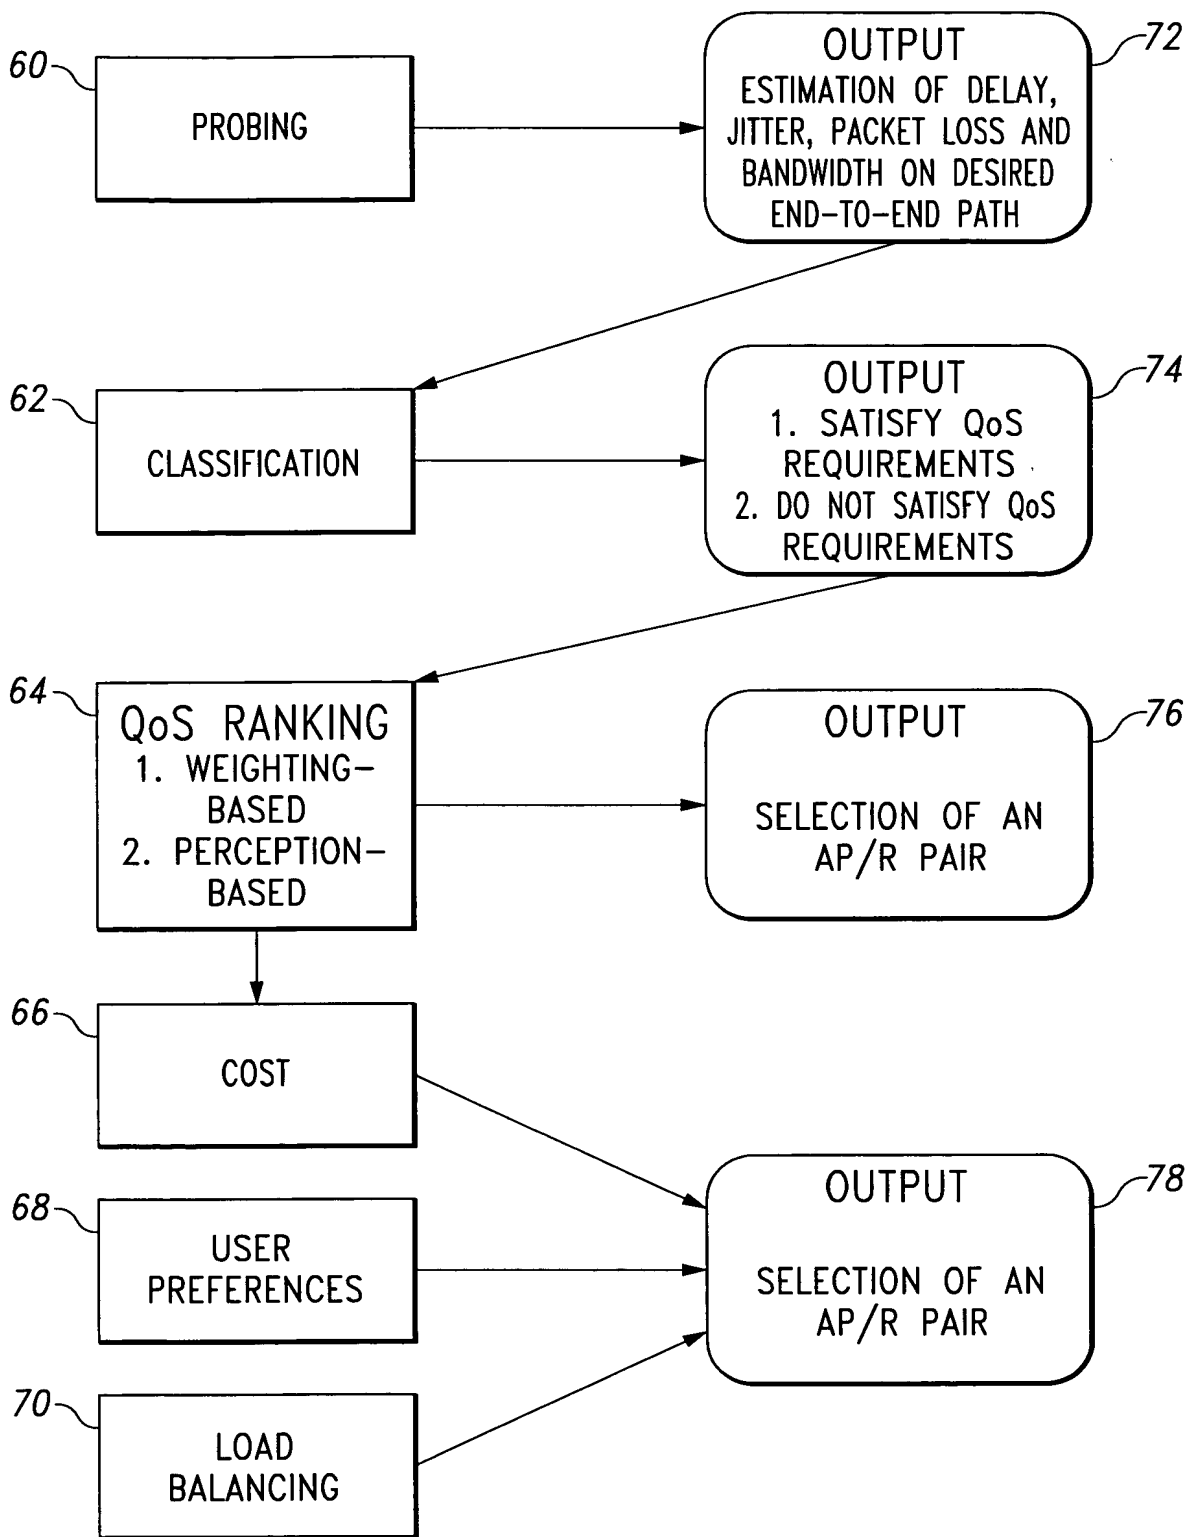 60
PROBING
OUTPUT
ESTIMATION OF DELAY,
JITTER, PACKET LOSS AND
BANDWIDTH ON DESIRED
END-TO-END PATH
72
62
CLASSIFICATION
OUTPUT
1. SATISFY QoS
REQUIREMENTS
2. DO NOT SATISFY QoS
REQUIREMENTS
74
64
QoS RANKING
1. WEIGHTING-
BASED
2. PERCEPTION-
BASED
OUTPUT
SELECTION OF AN
AP/R PAIR
76
66
COST
68
USER
PREFERENCES
OUTPUT
SELECTION OF AN
AP/R PAIR
78
70
LOAD
BALANCING